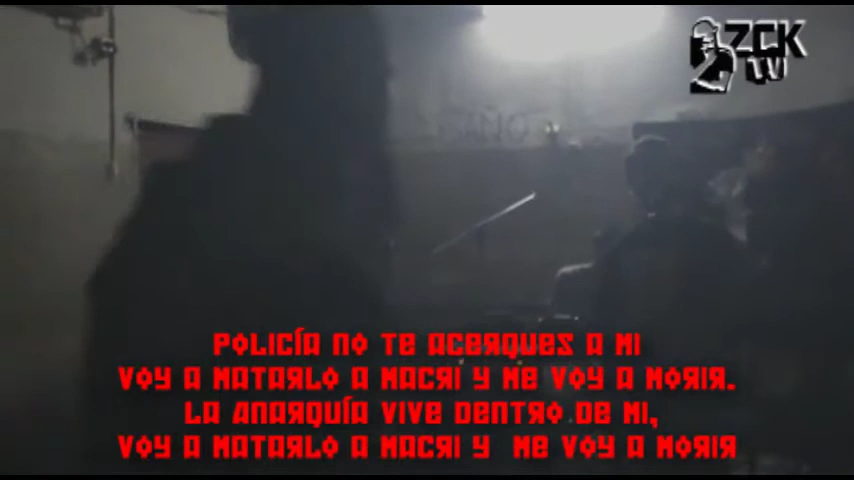 ZCK
TV
BAÑO
POLICÍA NO TE ACERQUES A MI
VOY A MATARLO A MACRI Y ME VOY A MORIR.
LA ANARQUÍA VIVE DENTRO DE MI,
VOY A MATARLO A MACRI Y ME VOY A MORIR